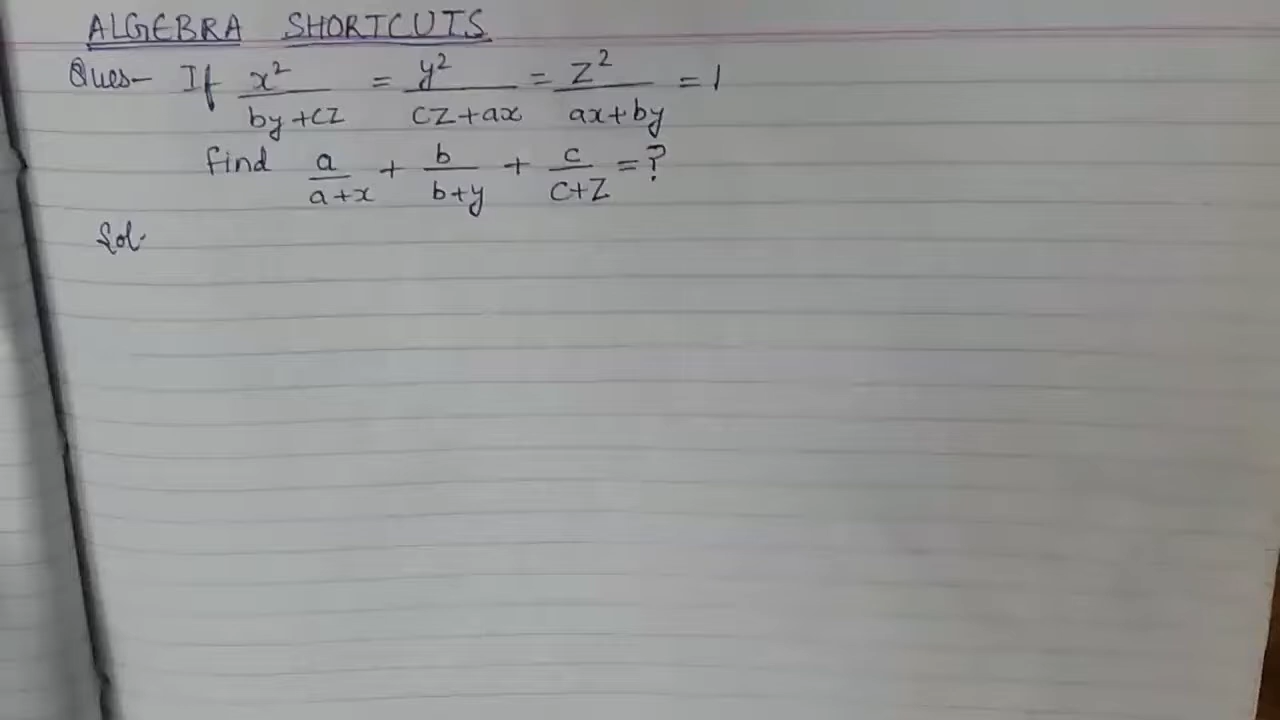 ALGEBRA SHORTCUTS
Ques- If x²/(by+cz) = y²/(cz+ax) = z²/(ax+by) = 1
find a/(a+x) + b/(b+y) + c/(c+z) = ?
Sol.